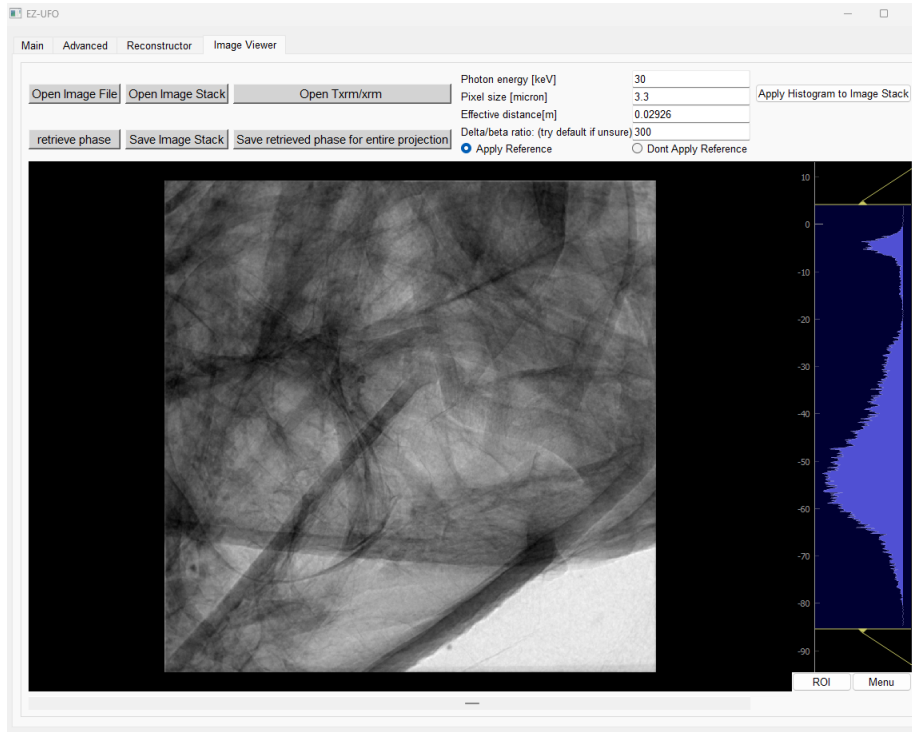 EZ-UFO
Main Advanced Reconstructor Image Viewer
Open Image File Open Image Stack Open Txrm/xrm
retrieve phase Save Image Stack Save retrieved phase for entire projection
Photon energy [keV] 30
Pixel size [micron] 3.3
Effective distance[m] 0.02926
Delta/beta ratio: (try default if unsure) 300
Apply Reference Dont Apply Reference
Apply Histogram to Image Stack
10
0
-10
-20
-30
-40
-50
-60
-70
-80
-90
ROI Menu